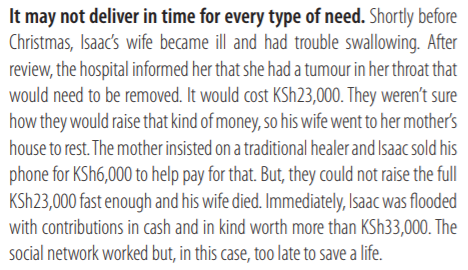 It may not deliver in time for every type of need. Shortly before
Christmas, Isaac’s wife became ill and had trouble swallowing. After
review, the hospital informed her that she had a tumour in her throat that
would need to be removed. It would cost KSh23,000. They weren’t sure
how they would raise that kind of money, so his wife went to her mother’s
house to rest. The mother insisted on a traditional healer and Isaac sold his
phone for KSh6,000 to help pay for that. But, they could not raise the full
KSh23,000 fast enough and his wife died. Immediately, Isaac was flooded
with contributions in cash and in kind worth more than KSh33,000. The
social network worked but, in this case, too late to save a life.